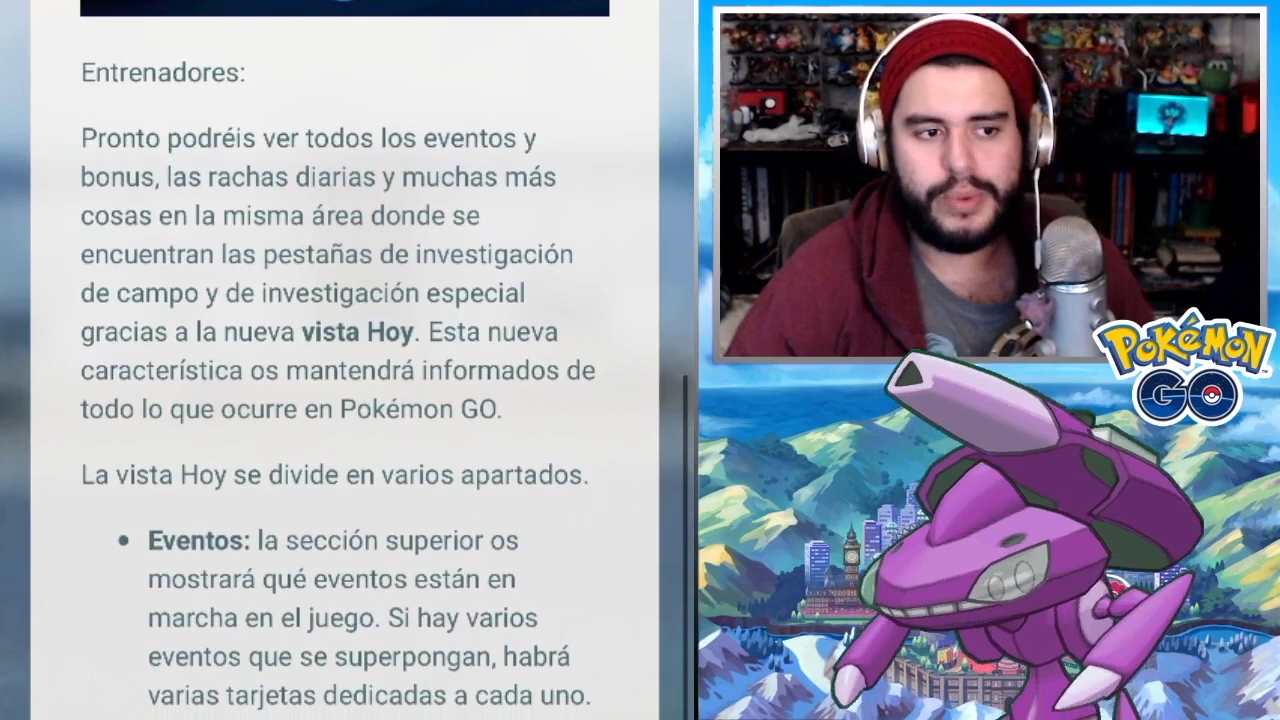 Entrenadores:
Pronto podréis ver todos los eventos y
bonus, las rachas diarias y muchas más
cosas en la misma área donde se
encuentran las pestañas de investigación
de campo y de investigación especial
gracias a la nueva vista Hoy. Esta nueva
característica os mantendrá informados de
todo lo que ocurre en Pokémon GO.
La vista Hoy se divide en varios apartados.
• Eventos: la sección superior os
mostrará qué eventos están en
marcha en el juego. Si hay varios
eventos que se superpongan, habrá
varias tarjetas dedicadas a cada uno.
POKéMON
GO